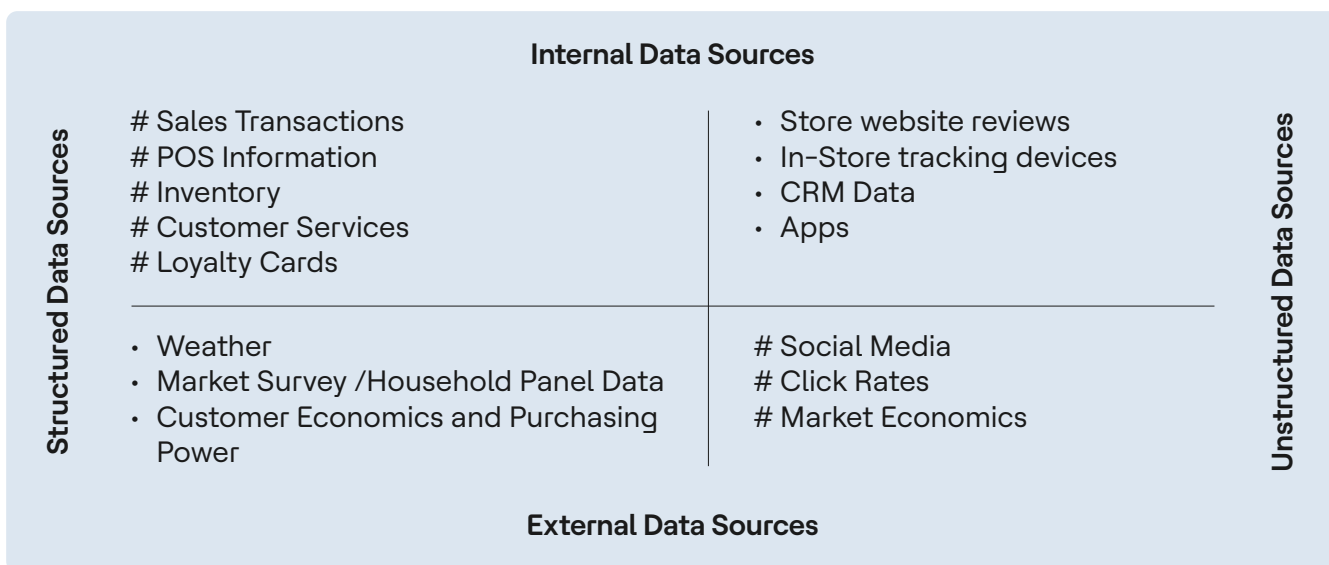 Internal Data Sources
Structured Data Sources
# Sales Transactions
# POS Information
# Inventory
# Customer Services
# Loyalty Cards
• Store website reviews
• In-Store tracking devices
• CRM Data
• Apps
Unstructured Data Sources
• Weather
• Market Survey /Household Panel Data
• Customer Economics and Purchasing
Power
# Social Media
# Click Rates
# Market Economics
External Data Sources